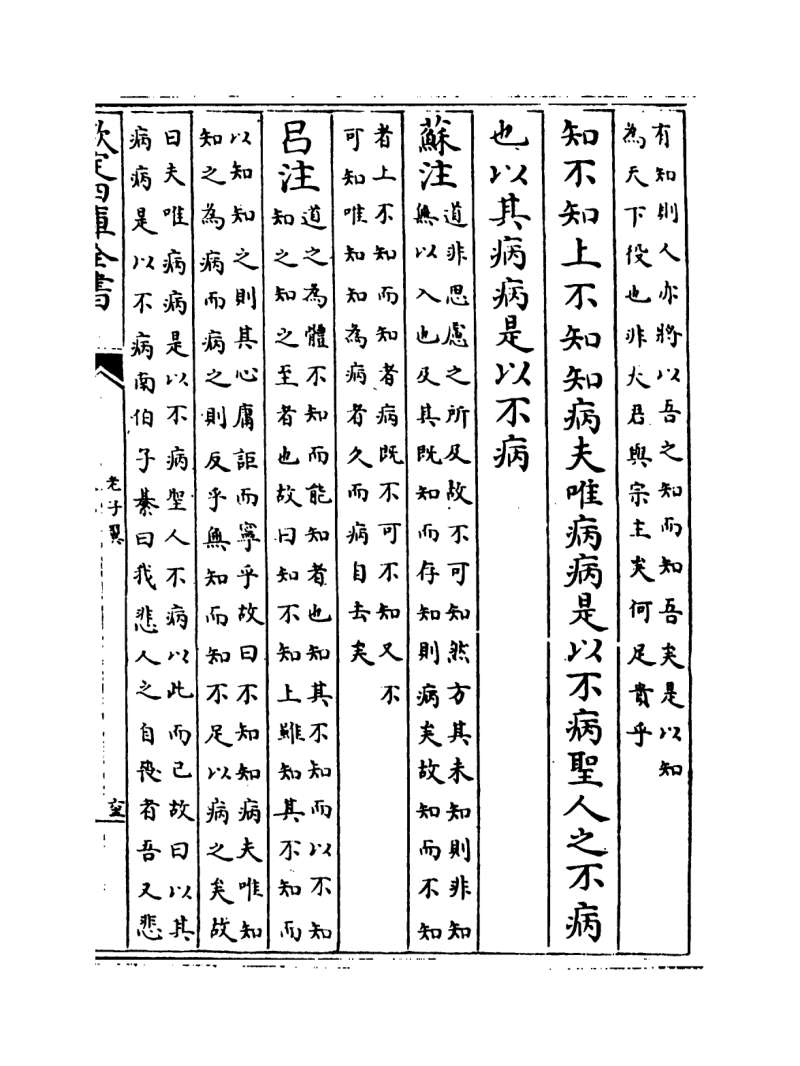 有知則人亦將以吾之知而知吾矣是以知
為天下役也非大君與宗主矣何足貴乎
知不知上不知知病夫唯病病是以不病聖人之不病
也以其病病是以不病
蘇注
道非思慮之所及故不可知然方其未知則非知
無以入也及其既知而存知則病矣故知而不知
者上不知而知者病既不可不知又不
可知唯知知為病者久而病自去矣
呂注
道之為體不知而能知者也知其不知而以不知
知之知之至者也故曰知不知上雖知其不知而
以知知之則其心庸詎而寧乎故曰不知知病夫唯知
知之為病而病之則反乎無知而知不足以病之矣故
曰夫唯病病是以不病聖人不病以此而已故曰以其
病病是以不病南伯子綦曰我悲人之自喪者吾又悲
欽定四庫全書
老子翼